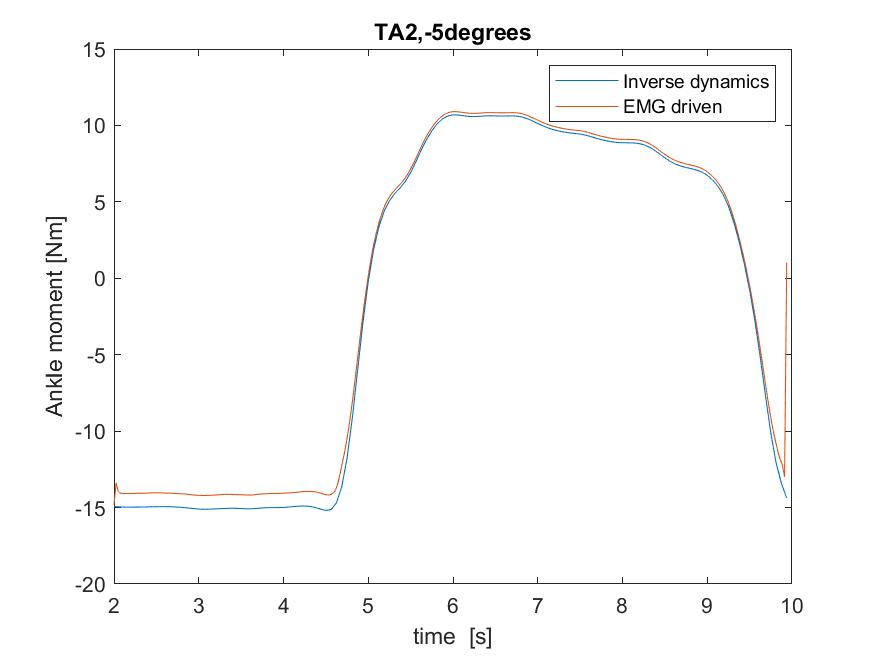 TA2,-5degrees
Inverse dynamics
EMG driven
15
10
5
0
-5
-10
-15
-20
Ankle moment [Nm]
2 3 4 5 6 7 8 9 10
time [s]